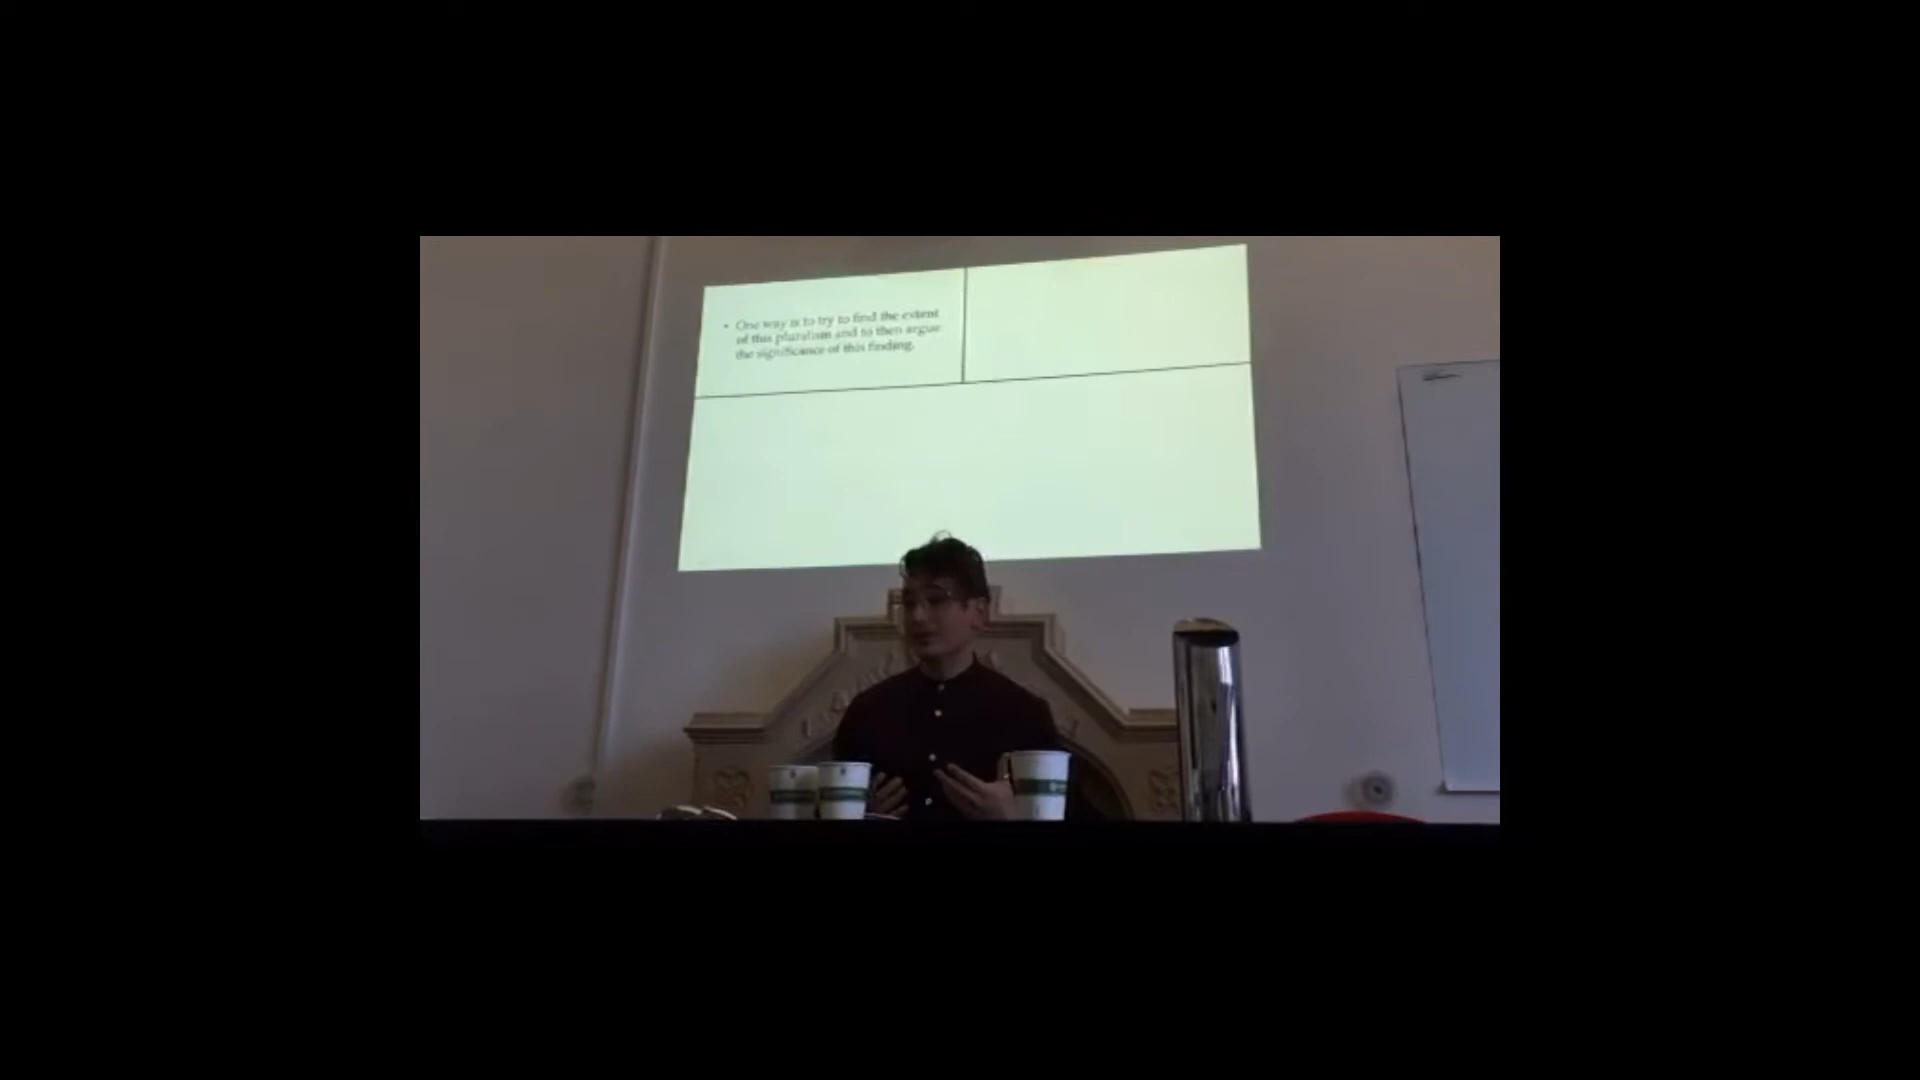 • One way is to try to find the extent
of this pluralism and to then argue
the significance of this finding.